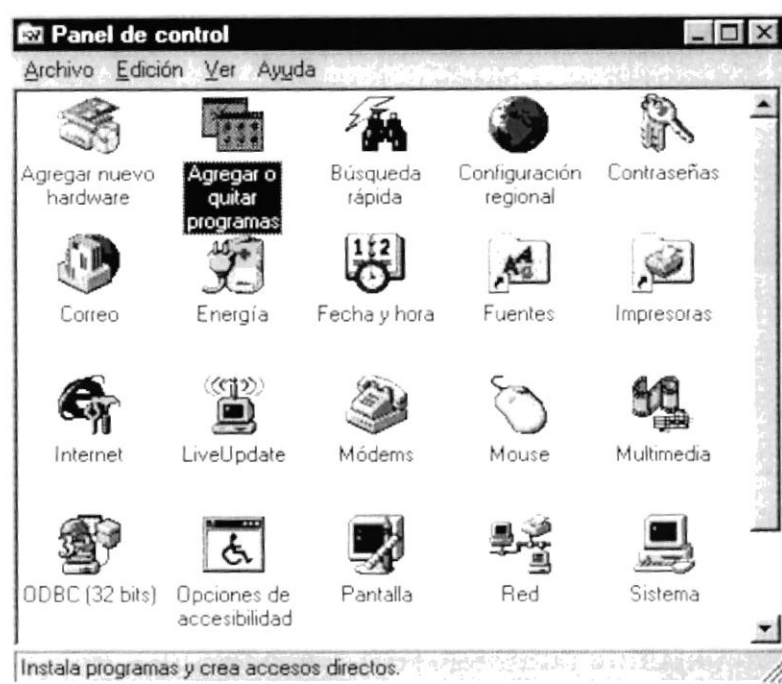 Panel de control
Archivo Edición Ver Ayuda
Agregar nuevo hardware
Agregar o quitar programas
Búsqueda rápida
Configuración regional
Contraseñas
Correo
Energía
Fecha y hora
Fuentes
Impresoras
Internet
LiveUpdate
Módems
Mouse
Multimedia
ODBC (32 bits)
Opciones de accesibilidad
Pantalla
Red
Sistema
Instala programas y crea accesos directos.